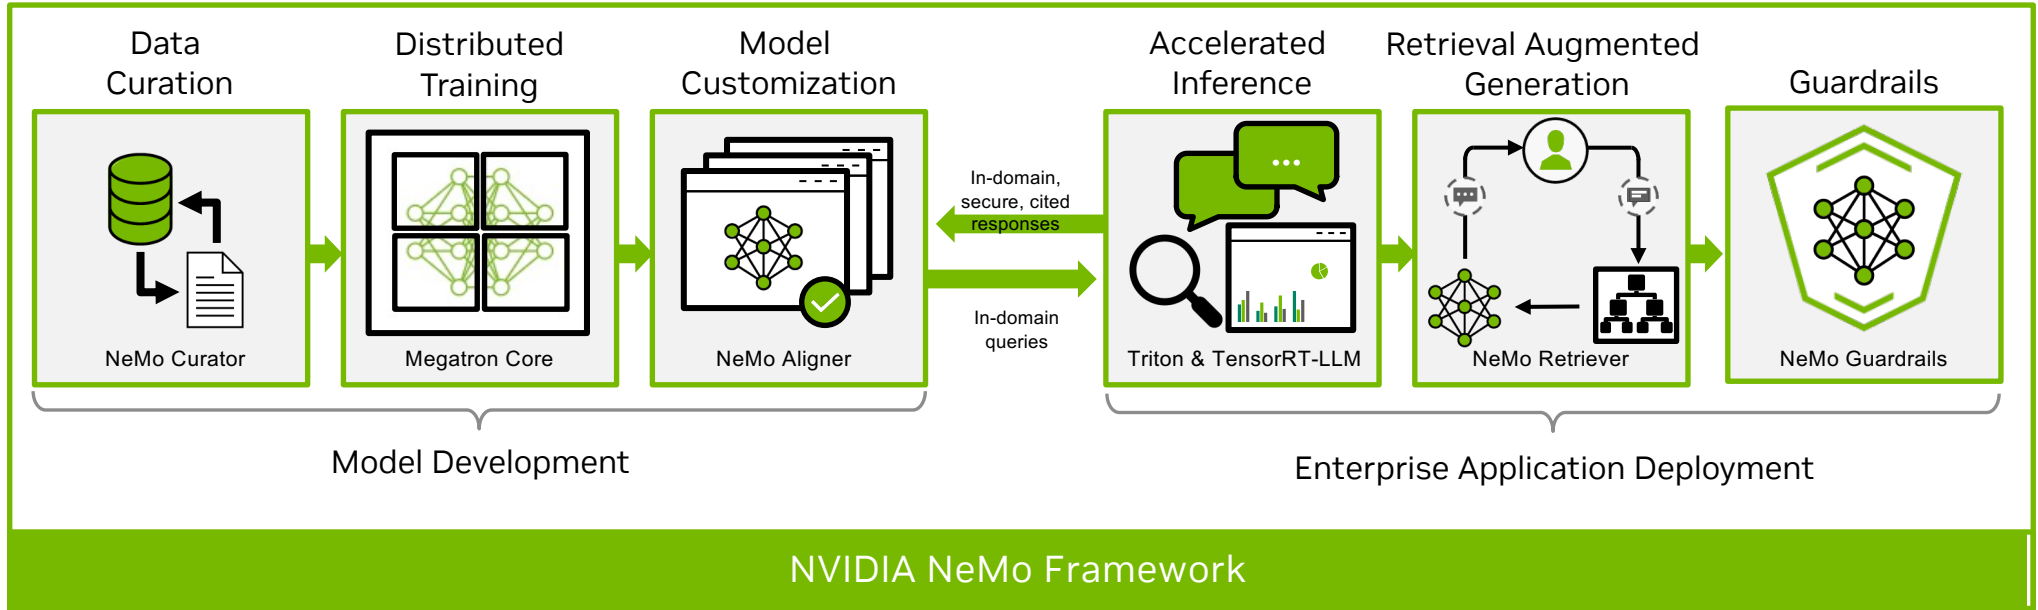 Data
Curation
Distributed
Training
Model
Customization
Accelerated
Inference
Retrieval Augmented
Generation
Guardrails
In-domain,
secure, cited
responses
In-domain
queries
NeMo Curator
Megatron Core
NeMo Aligner
Triton & TensorRT-LLM
NeMo Retriever
NeMo Guardrails
Model Development
Enterprise Application Deployment
NVIDIA NeMo Framework